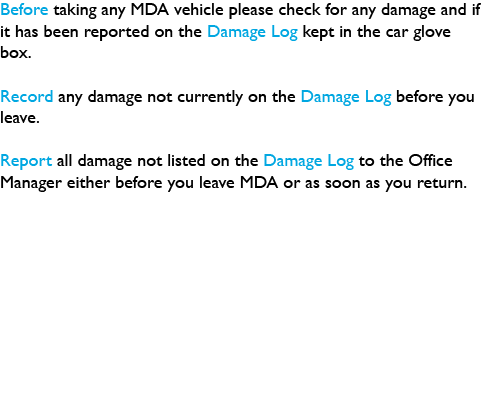 Before taking any MDA vehicle please check for any damage and if
it has been reported on the Damage Log kept in the car glove
box.
Record any damage not currently on the Damage Log before you
leave.
Report all damage not listed on the Damage Log to the Office
Manager either before you leave MDA or as soon as you return.